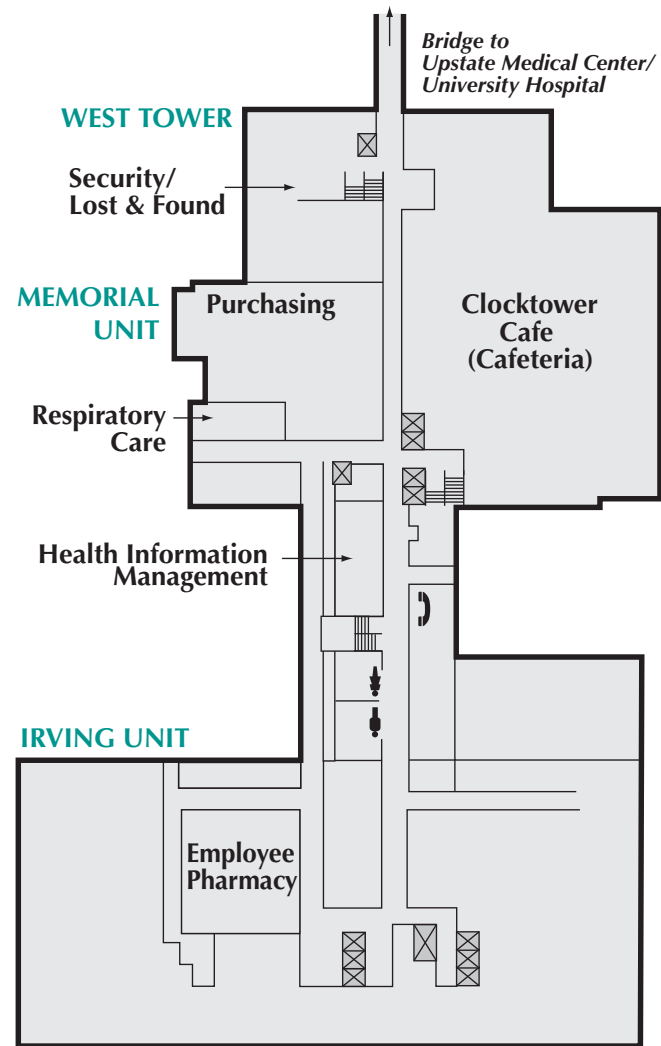 Bridge to
Upstate Medical Center/
University Hospital
WEST TOWER
Security/
Lost & Found
MEMORIAL
UNIT
Purchasing
Clocktower
Cafe
(Cafeteria)
Respiratory
Care
Health Information
Management
IRVING UNIT
Employee
Pharmacy